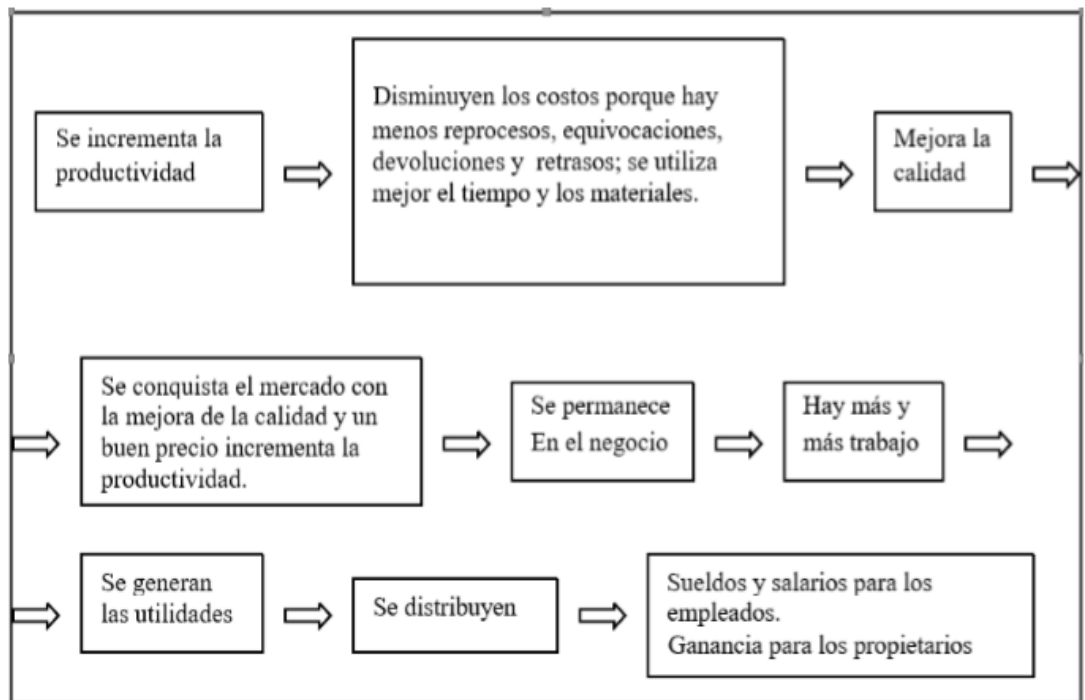 Se incrementa la
productividad
Disminuyen los costos porque hay
menos reprocesos, equivocaciones,
devoluciones y retrasos; se utiliza
mejor el tiempo y los materiales.
Mejora la
calidad
Se conquista el mercado con
la mejora de la calidad y un
buen precio incrementa la
productividad.
Se permanece
En el negocio
Hay más y
más trabajo
Se generan
las utilidades
Se distribuyen
Sueldos y salarios para los
empleados.
Ganancia para los propietarios